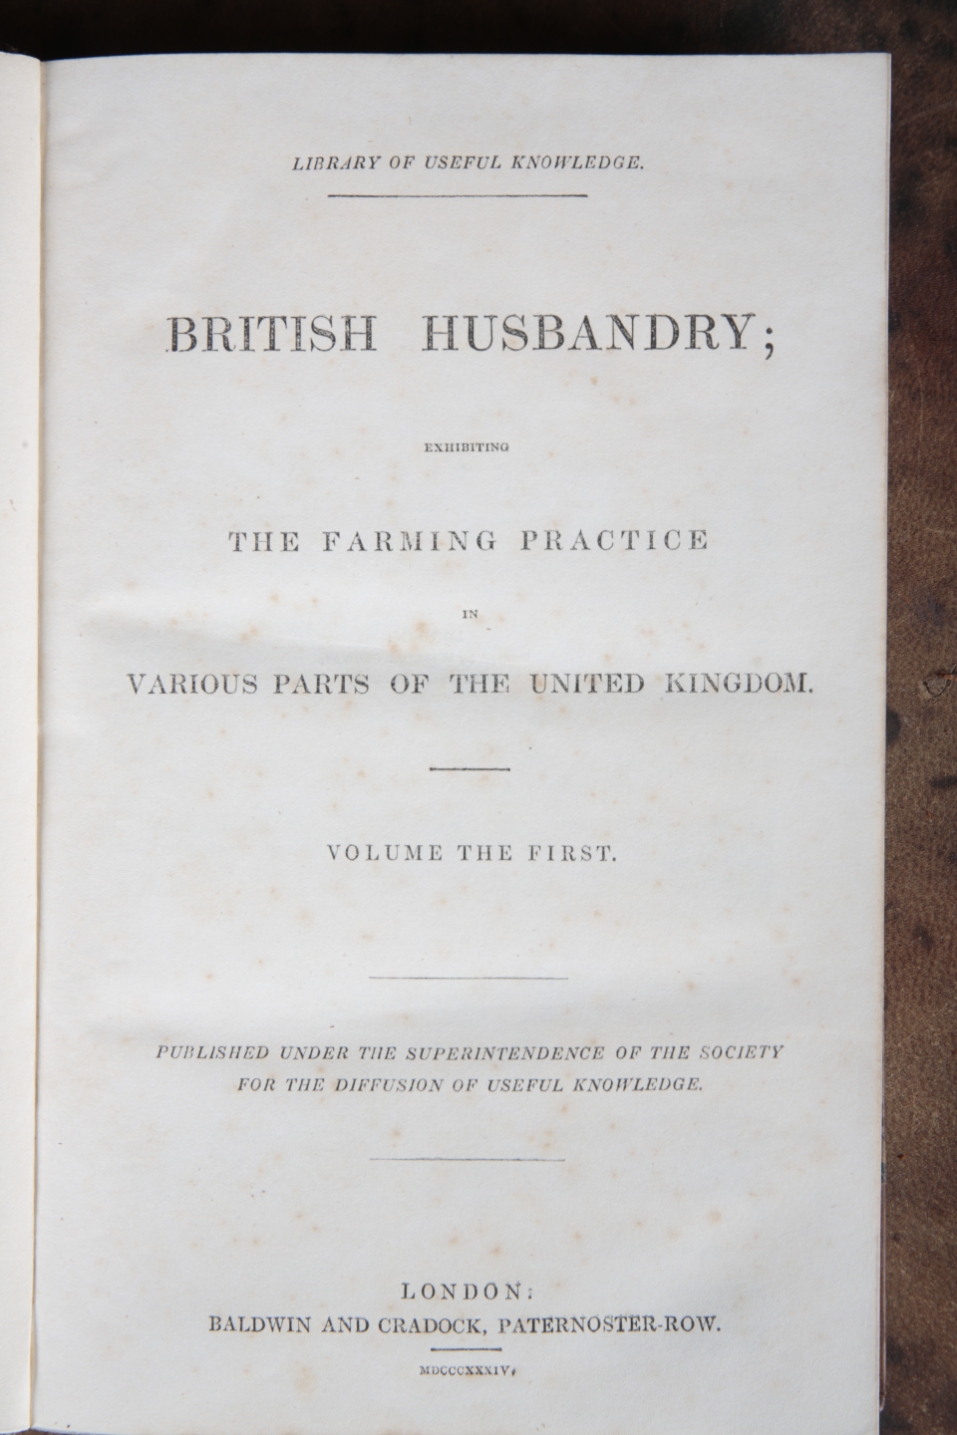 LIBRARY OF USEFUL KNOWLEDGE.
BRITISH HUSBANDRY;
EXHIBITING
THE FARMING PRACTICE
IN
VARIOUS PARTS OF THE UNITED KINGDOM.
VOLUME THE FIRST.
PUBLISHED UNDER THE SUPERINTENDENCE OF THE SOCIETY
FOR THE DIFFUSION OF USEFUL KNOWLEDGE.
LONDON:
BALDWIN AND CRADOCK, PATERNOSTER-ROW.
MDCCCXXXIV.